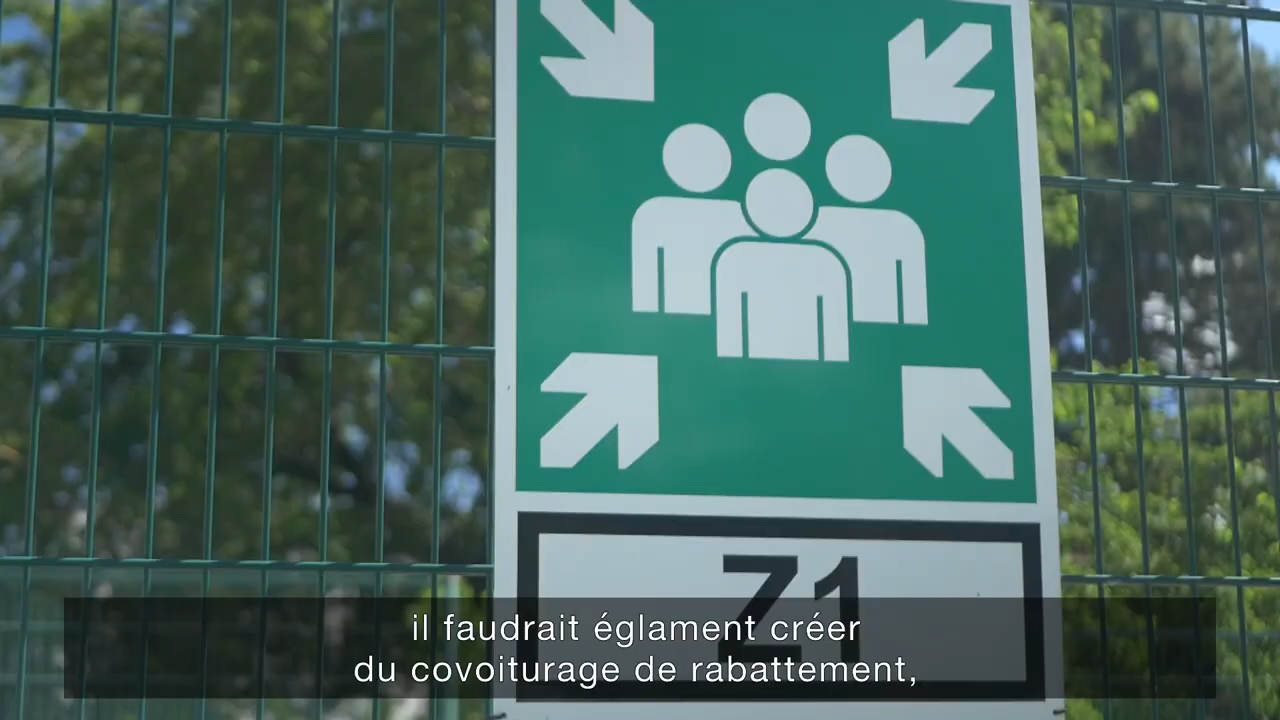 Z1
il faudrait églament créer
du covoiturage de rabattement,